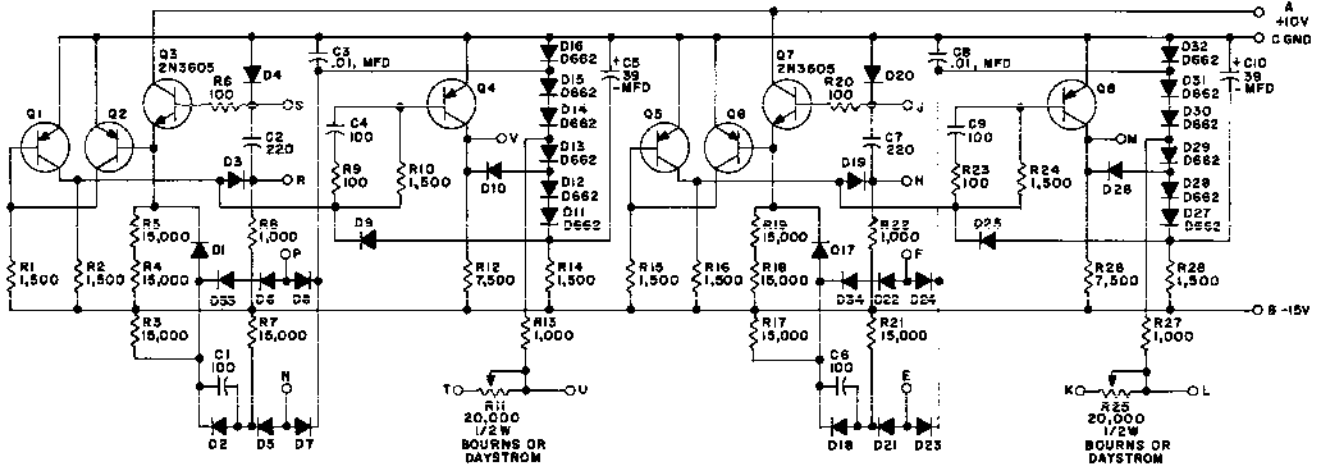 A
+10V
C GND
B -15V
Q1
Q2
Q3
2N3605
R6
100
D4
S
C2
220
D3
R
C3
.01, MFD
C4
100
R9
100
R10
1,500
Q4
V
D10
D9
D16
D662
D15
D662
D14
D662
D13
D662
D12
D662
D11
D662
+C5
39
-MFD
R1
1,500
R2
1,500
R5
15,000
R4
15,000
R3
15,000
D1
R8
1,000
P
D33
D6
D8
R7
15,000
C1
100
N
D2
D5
D7
R12
7,500
R14
1,500
R13
1,000
T
U
R11
20,000
1/2W
BOURNS OR
DAYSTROM
Q5
Q6
Q7
2N3605
R20
100
D20
J
C7
220
D19
H
C8
.01, MFD
C9
100
R23
100
R24
1,500
M
D26
D25
D32
D662
D31
D662
D30
D662
D29
D662
D28
D662
D27
D662
+C10
39
-MFD
R15
1,500
R16
1,500
R19
15,000
R18
15,000
R17
15,000
D17
R22
1,000
F
D34
D22
D24
R21
15,000
C6
100
E
D18
D21
D23
R26
7,500
R28
1,500
R27
1,000
K
L
R25
20,000
1/2W
BOURNS OR
DAYSTROM